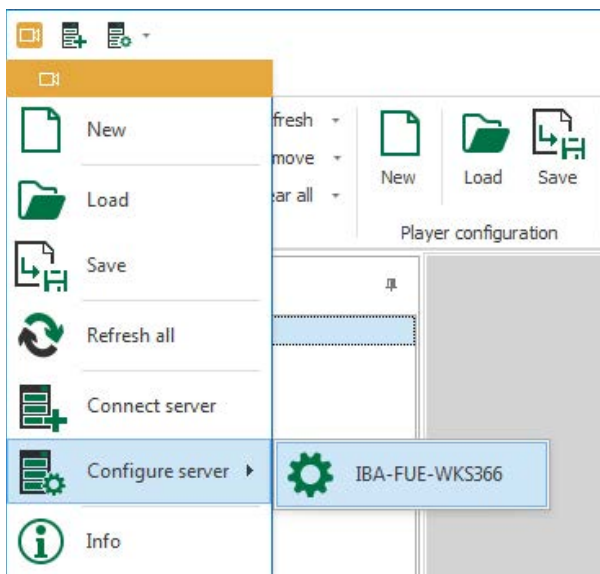 New
Load
Save
Refresh all
Connect server
Configure server
IBA-FUE-WKS366
Info
fresh
move
ear all
New
Load
Save
Player configuration